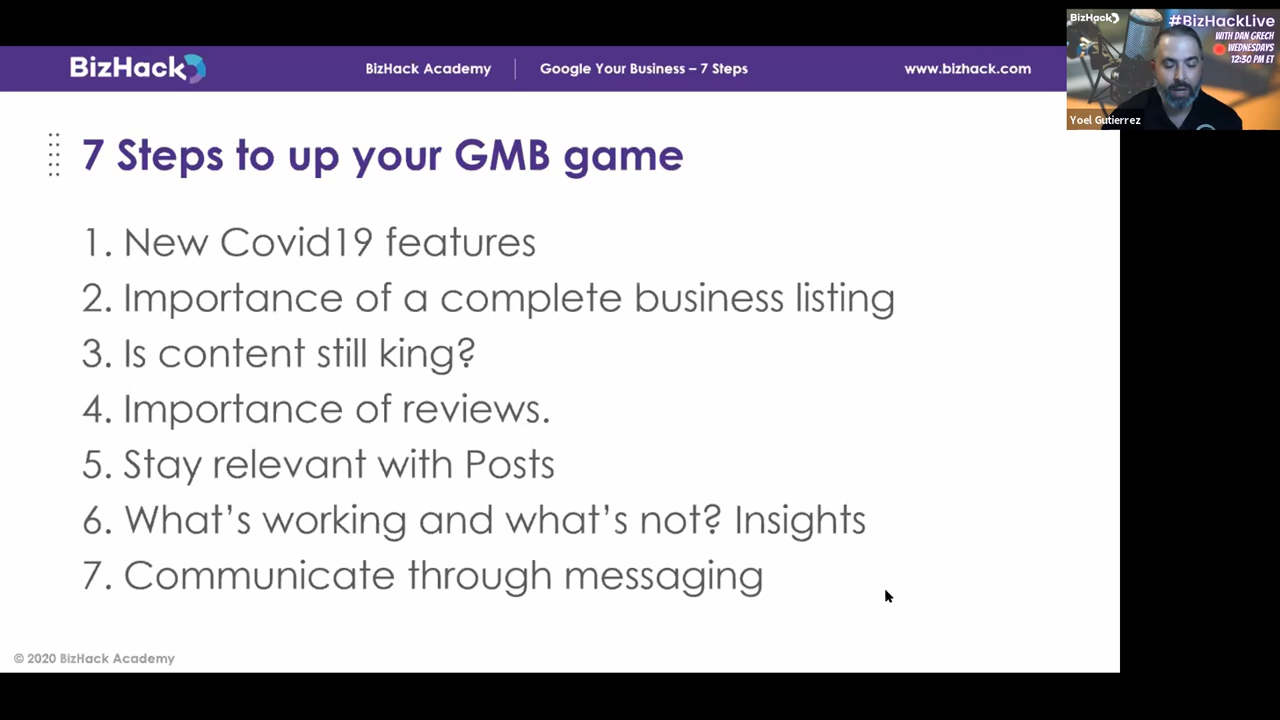 BizHack
BizHack Academy
Google Your Business – 7 Steps
www.bizhack.com
BizHack
#BizHackLive
WITH DAN GRECH
WEDNESDAYS
12:30 PM ET
Yoel Gutierrez
7 Steps to up your GMB game
1. New Covid19 features
2. Importance of a complete business listing
3. Is content still king?
4. Importance of reviews.
5. Stay relevant with Posts
6. What’s working and what’s not? Insights
7. Communicate through messaging
© 2020 BizHack Academy